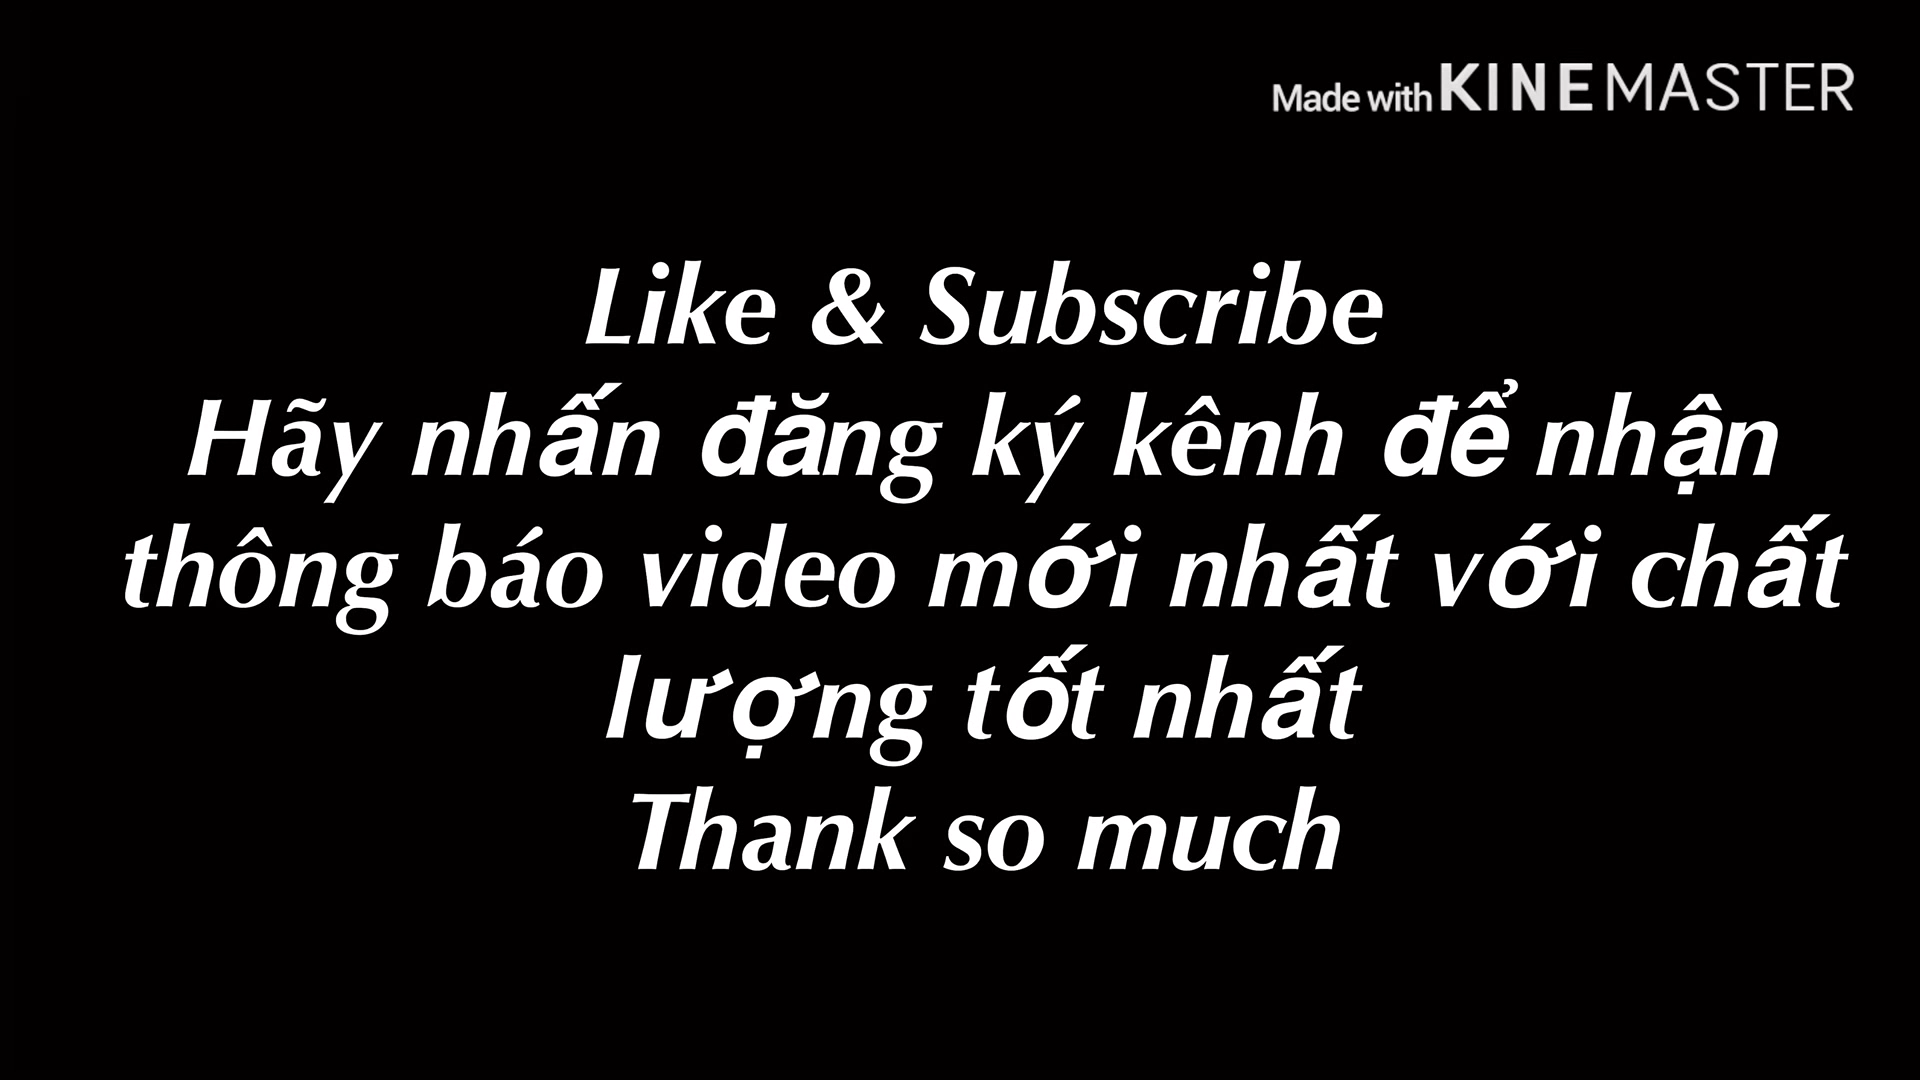 Made with KINEMASTER
Like & Subscribe
Hãy nhấn đăng ký kênh để nhận
thông báo video mới nhất với chất
lượng tốt nhất
Thank so much